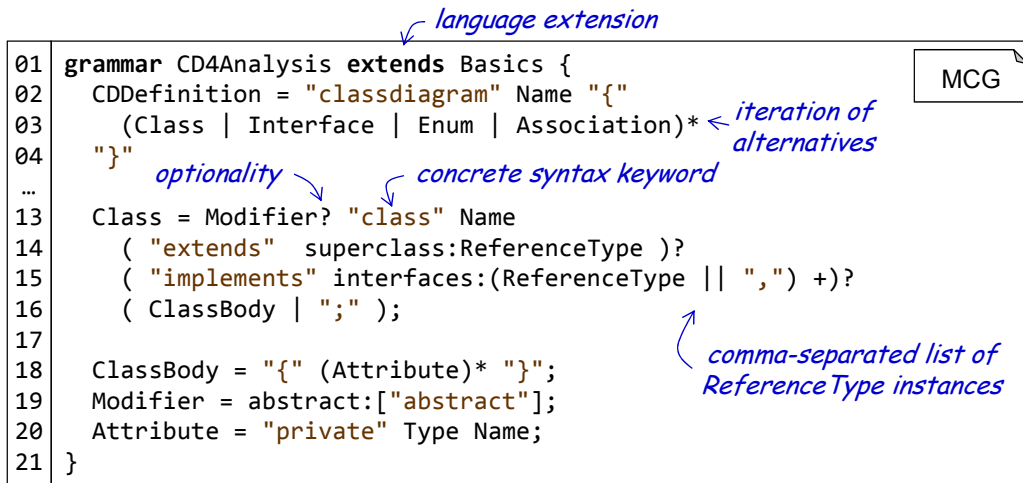 language extension
01 grammar CD4Analysis extends Basics {
MCG
02 CDDefinition = "classdiagram" Name "{"
03 (Class | Interface | Enum | Association)*
iteration of
alternatives
04 "}"
optionality
concrete syntax keyword
…
13 Class = Modifier? "class" Name
14 ( "extends" superclass:ReferenceType )?
15 ( "implements" interfaces:(ReferenceType || ",") +)?
16 ( ClassBody | ";" );
17
comma-separated list of
ReferenceType instances
18 ClassBody = "{" (Attribute)* "}";
19 Modifier = abstract:["abstract"];
20 Attribute = "private" Type Name;
21 }